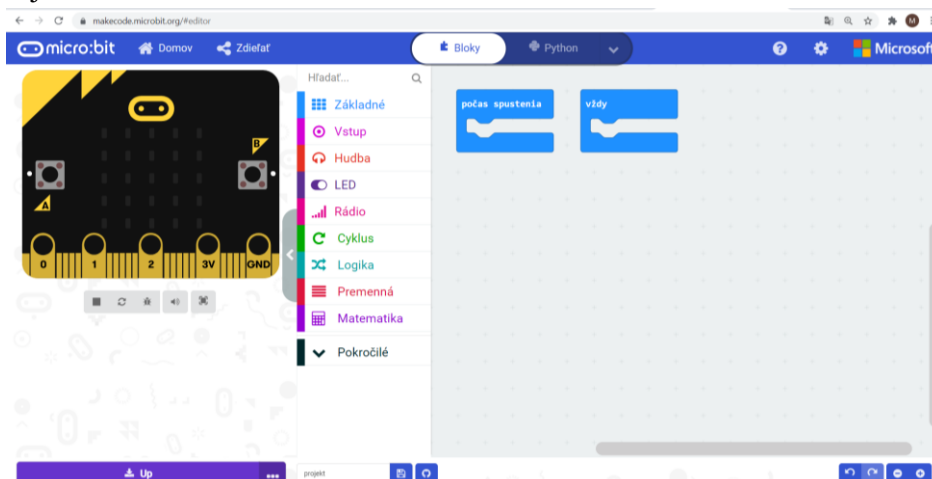 makecode.microbit.org/#editor
micro:bit Domov Zdieľať Bloky Python Microsoft
Hľadať...
Základné
Vstup
Hudba
LED
Rádio
Cyklus
Logika
Premenná
Matematika
Pokročilé
počas spustenia
vždy
B
A
0 1 2 3V GND
Up
projekt